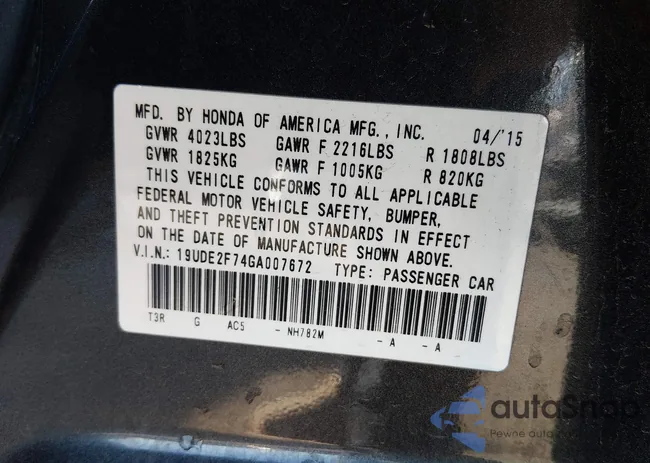 MFD. BY HONDA OF AMERICA MFG., INC. 04/'15
GVWR 4023LBS GAWR F 2216LBS R 1808LBS
GVWR 1825KG GAWR F 1005KG R 820KG
THIS VEHICLE CONFORMS TO ALL APPLICABLE
FEDERAL MOTOR VEHICLE SAFETY, BUMPER,
AND THEFT PREVENTION STANDARDS IN EFFECT
ON THE DATE OF MANUFACTURE SHOWN ABOVE.
V.I.N.: 19UDE2F74GA007672 TYPE: PASSENGER CAR
T3R G AC5 - NH782M - A - A
autoSnap
Pewne auto